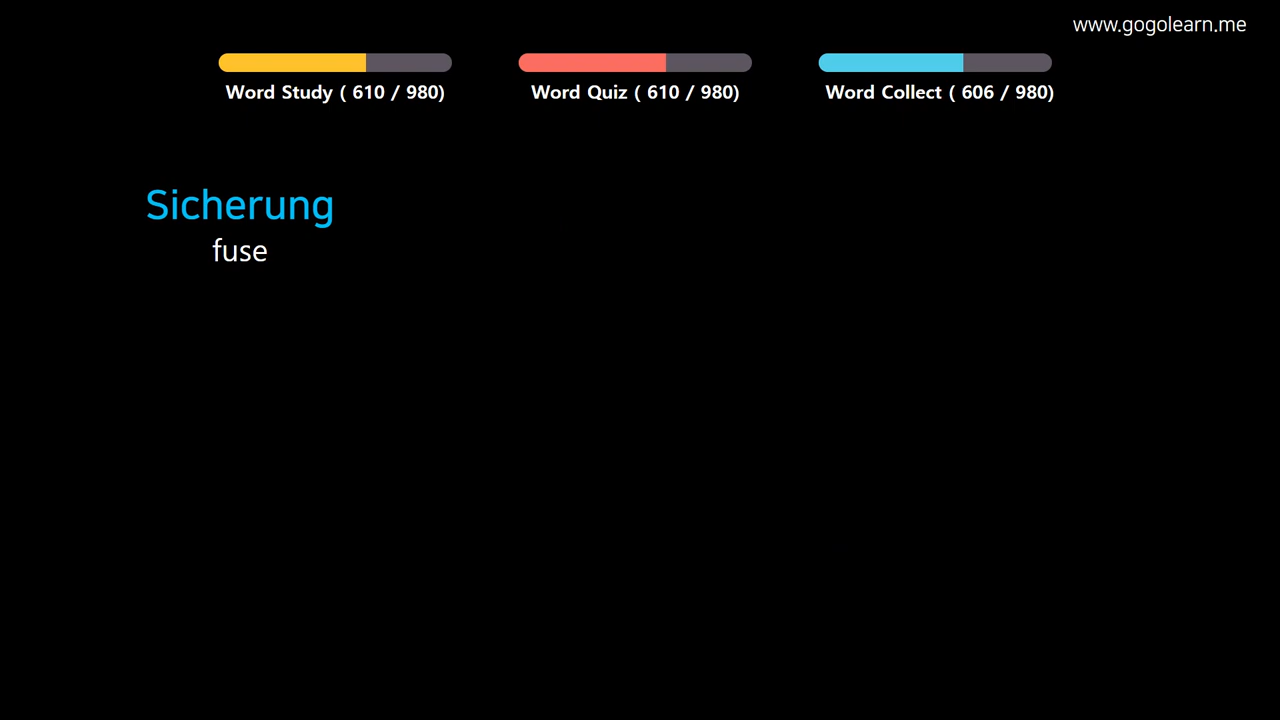 www.gogolearn.me
Word Study ( 610 / 980)
Word Quiz ( 610 / 980)
Word Collect ( 606 / 980)
Sicherung
fuse